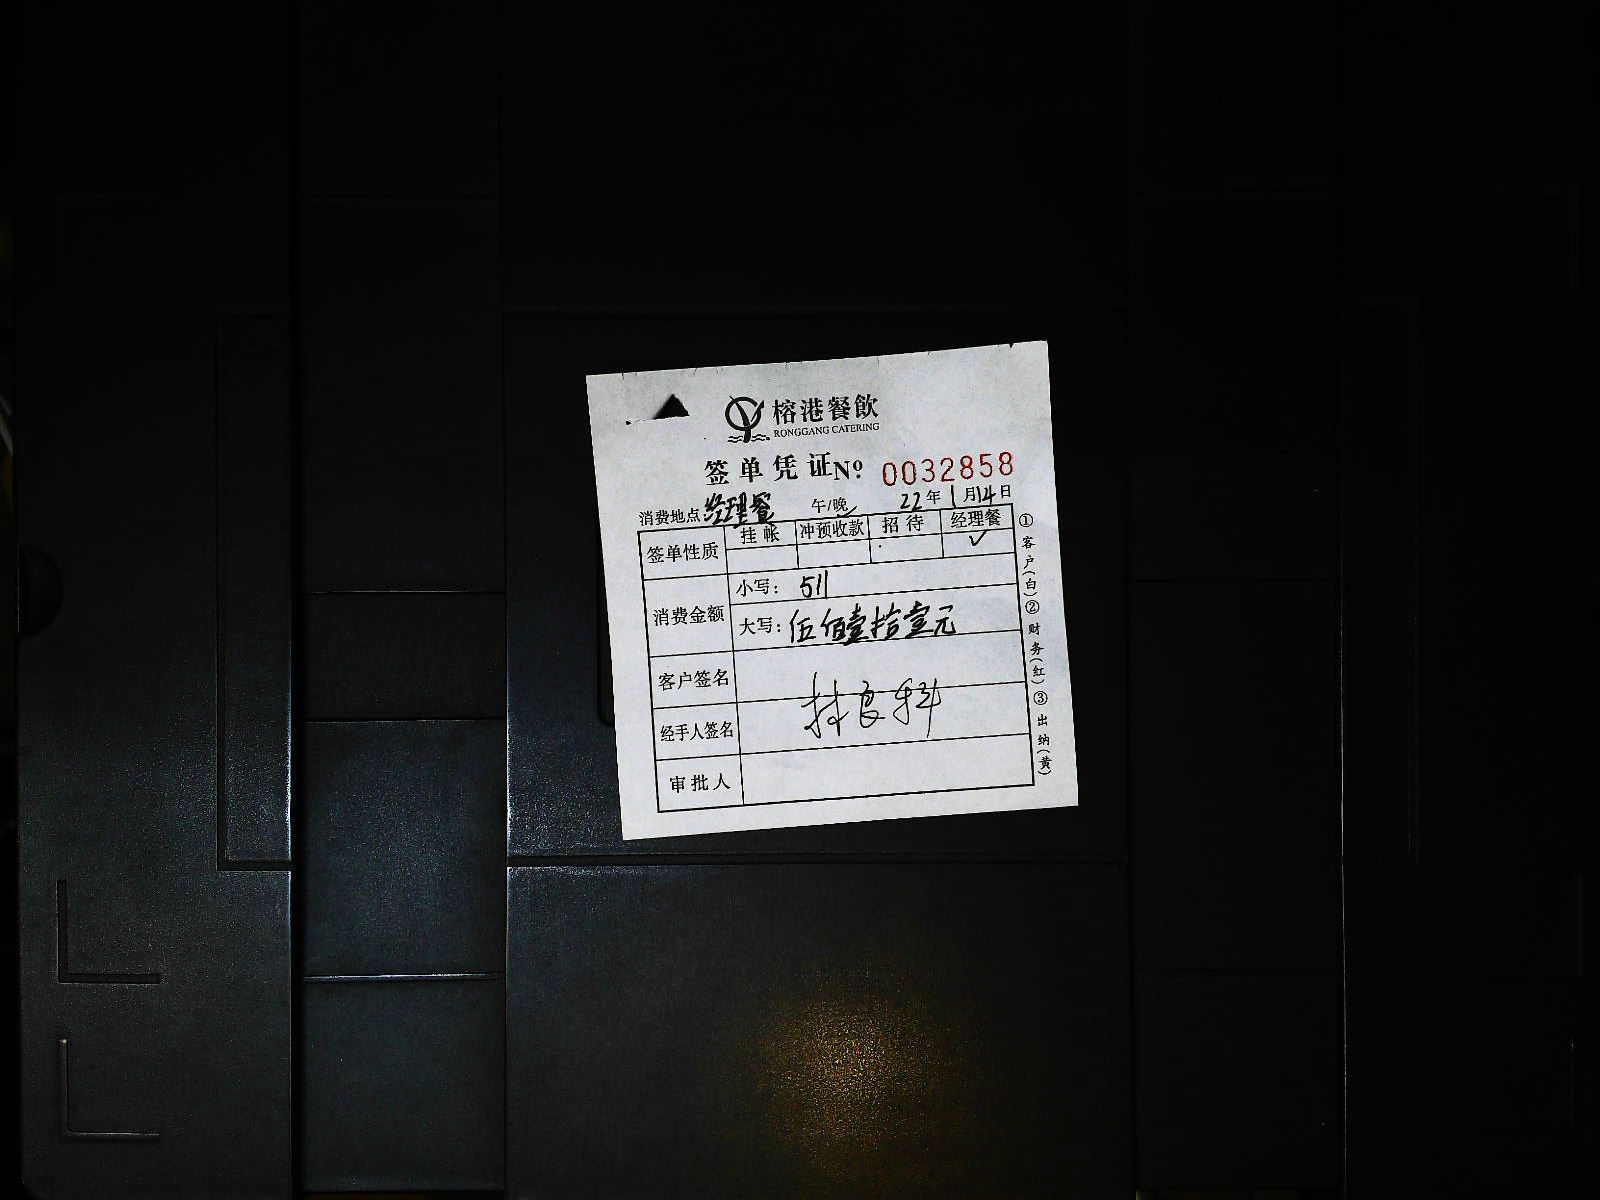 榕港餐飲
RONGGANG CATERING
签单凭证 Nº 0032858
消费地点 经理餐 午/晚 22年1月14日
签单性质 挂帐 冲预收款 招待 经理餐
✓
消费金额 小写: 511
大写: 伍佰壹拾壹元
客户签名
林良科
经手人签名
审批人
①客户(白)②财务(红)③出纳(黄)